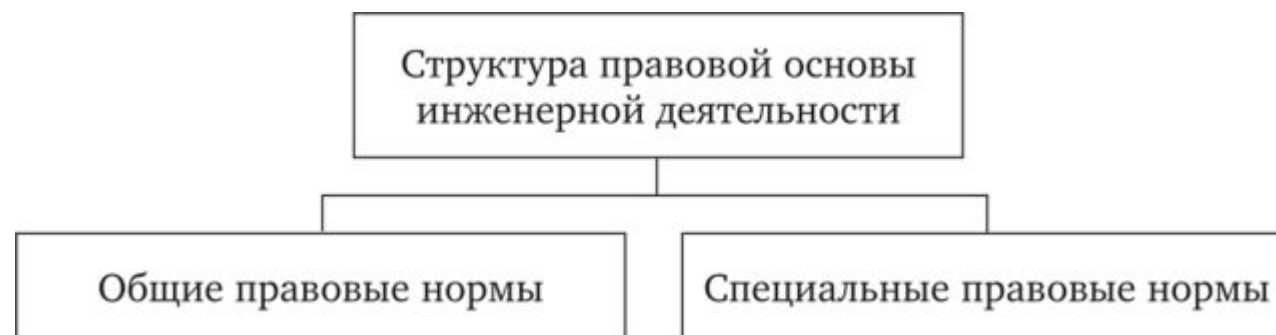 Структура правовой основы
инженерной деятельности
Общие правовые нормы
Специальные правовые нормы